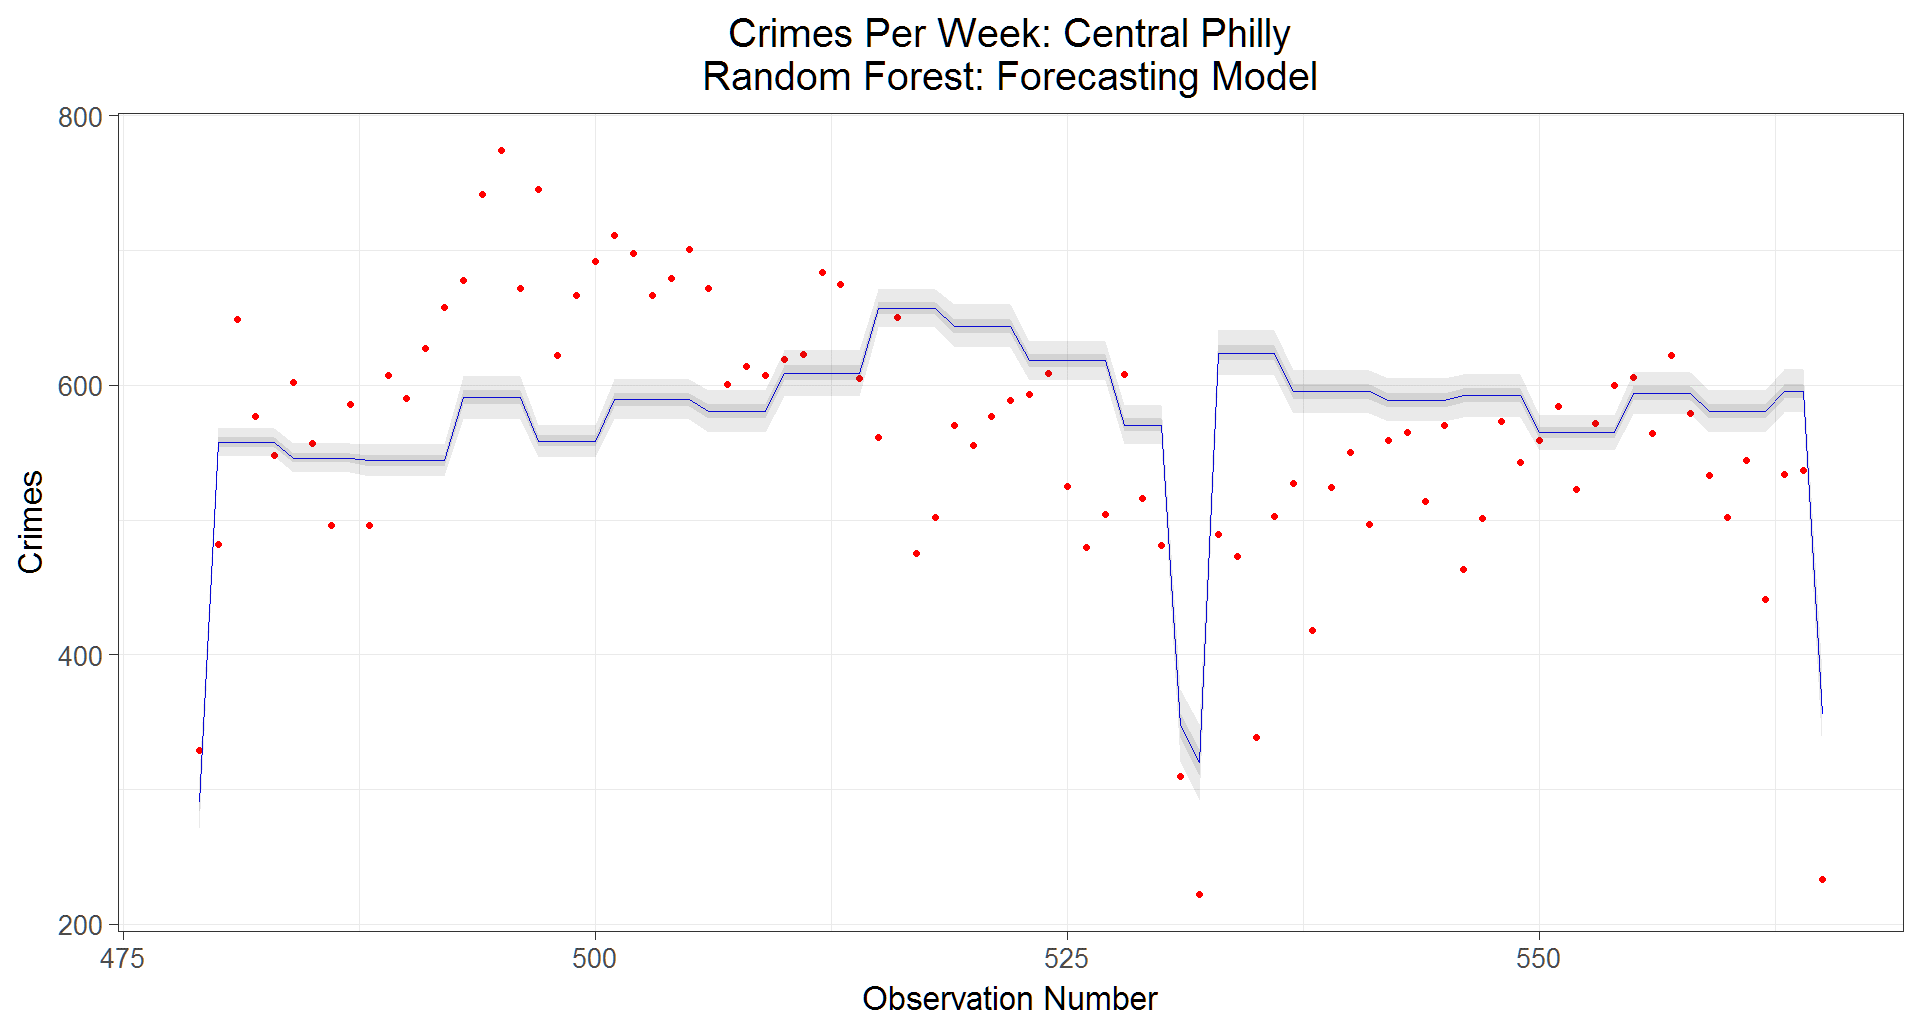 Crimes Per Week: Central Philly
Random Forest: Forecasting Model
800
600
400
200
Crimes
475
500
525
550
Observation Number